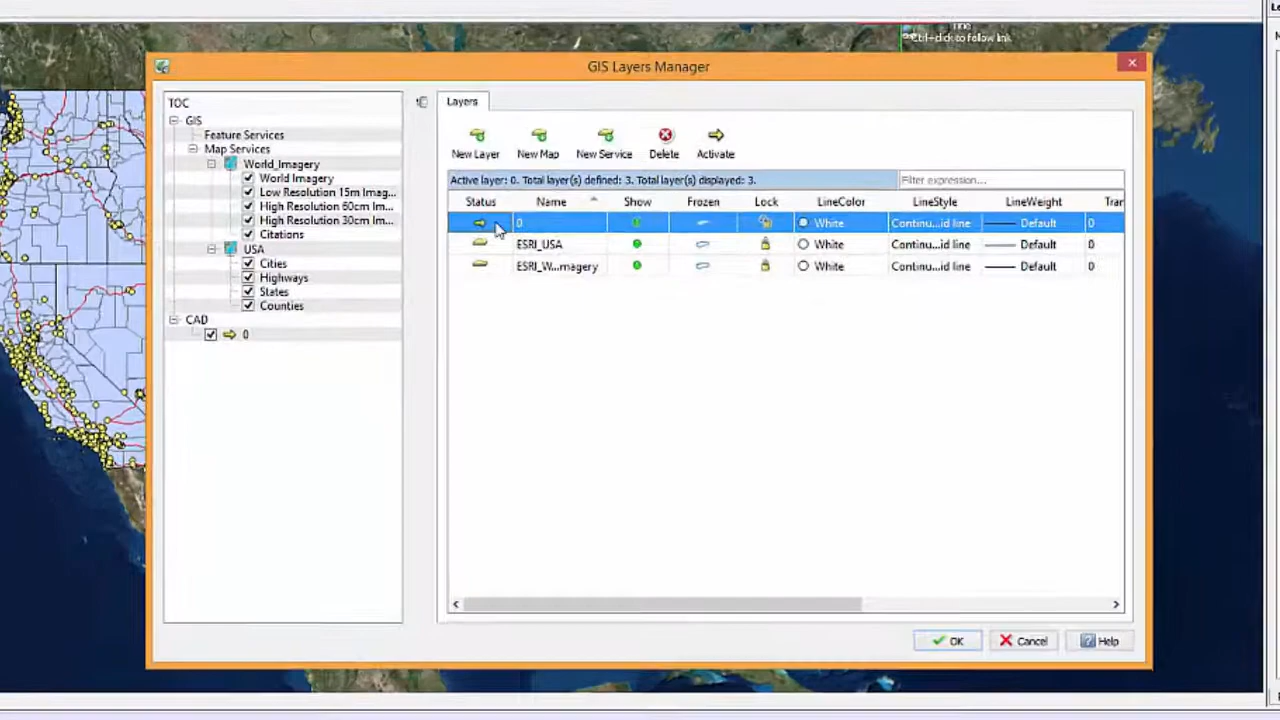 Ctrl+click to follow link
GIS Layers Manager
TOC
GIS
Feature Services
Map Services
World_Imagery
World Imagery
Low Resolution 15m Imag...
High Resolution 60cm Im...
High Resolution 30cm Im...
Citations
USA
Cities
Highways
States
Counties
CAD
0
Layers
New Layer New Map New Service Delete Activate
Active layer: 0. Total layer(s) defined: 3. Total layer(s) displayed: 3. Filter expression...
Status Name Show Frozen Lock LineColor LineStyle LineWeight Trar
0 White Continu...id line Default 0
ESRI_USA White Continu...id line Default 0
ESRI_W...magery White Continu...id line Default 0
OK Cancel Help